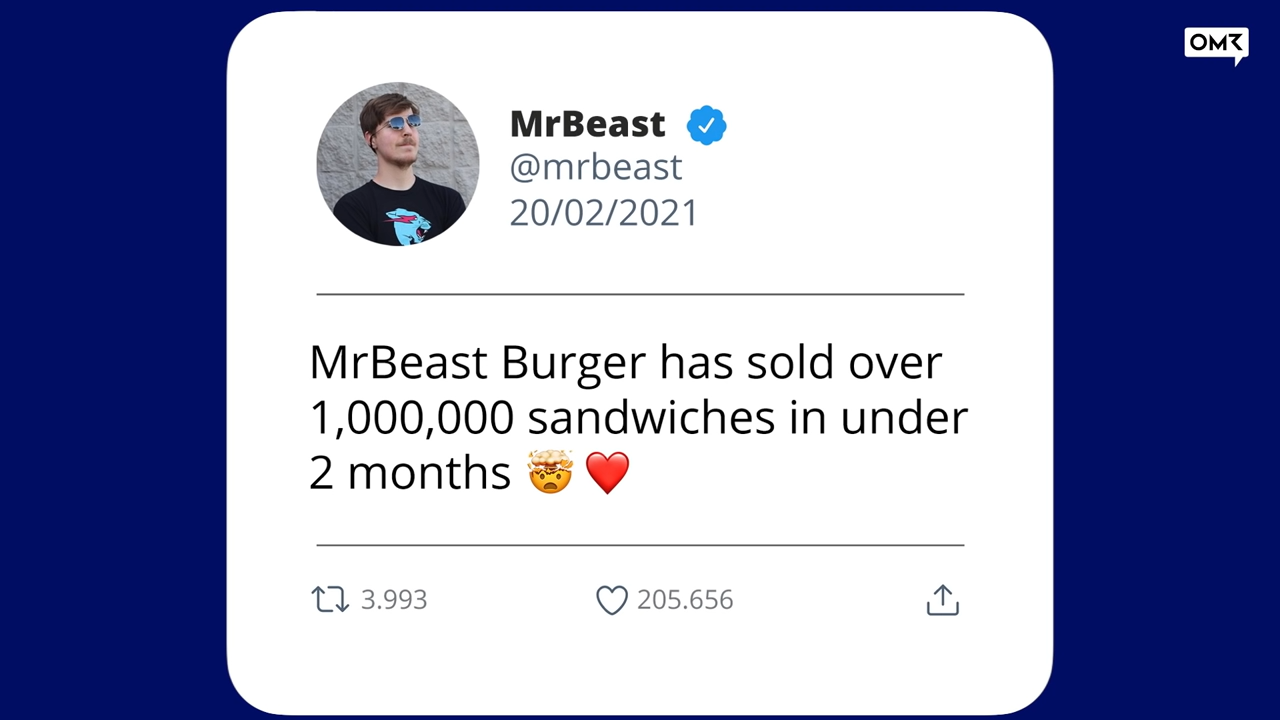 OMR
MrBeast
@mrbeast
20/02/2021
MrBeast Burger has sold over
1,000,000 sandwiches in under
2 months 🤯 ❤️
3.993
205.656